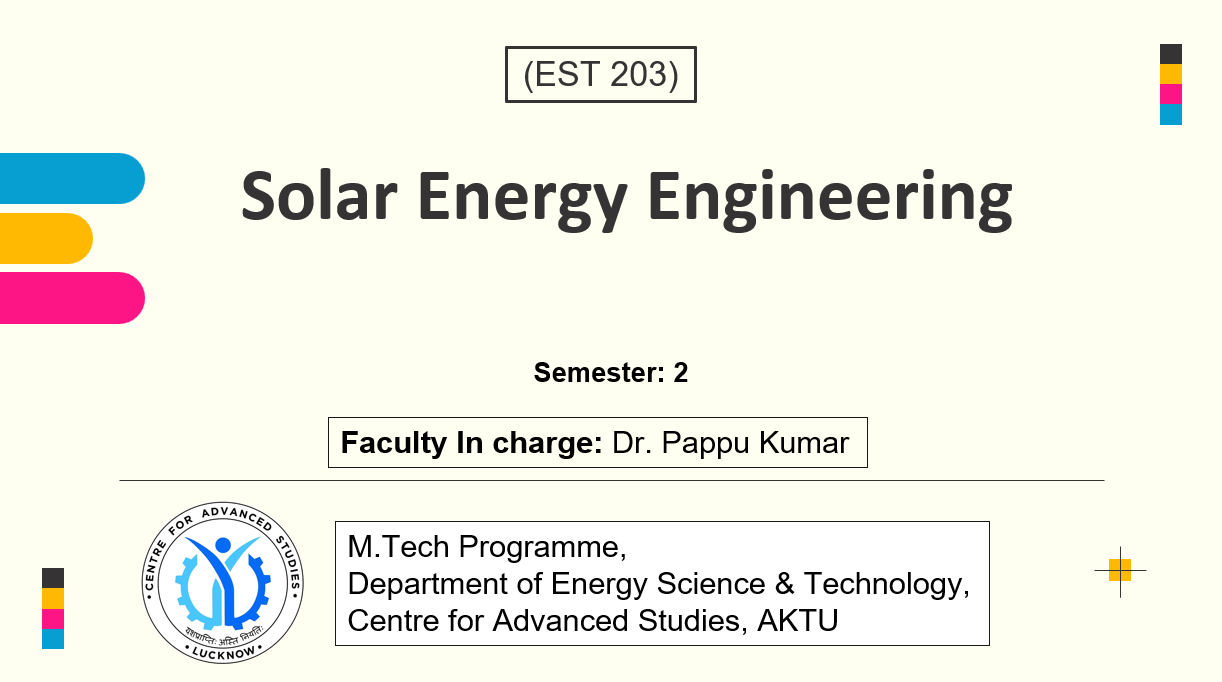 (EST 203)
Solar Energy Engineering
Semester: 2
Faculty In charge: Dr. Pappu Kumar
CENTRE FOR ADVANCED STUDIES
यशप्राप्तिः अस्ति नियतिः
LUCKNOW
M.Tech Programme,
Department of Energy Science & Technology,
Centre for Advanced Studies, AKTU